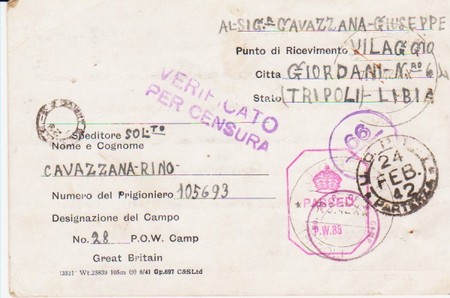 AL SIG.R CAVAZZANA-GIUSEPPE
Punto di Ricevimento VILAGGIO
Citta GIORDANI-N.RO 6
Stato (TRIPOLI-LIBIA
VERIFICATO
PER CENSURA
Speditore SOL.TO
Nome e Cognome
CAVAZZANA-RINO-
Numero del Prigioniero 105693
Designazione del Campo
No. 28 P.O.W. Camp
Great Britain
99
PASSED
P.W. 85
24
FEB.
42
PARTENZA